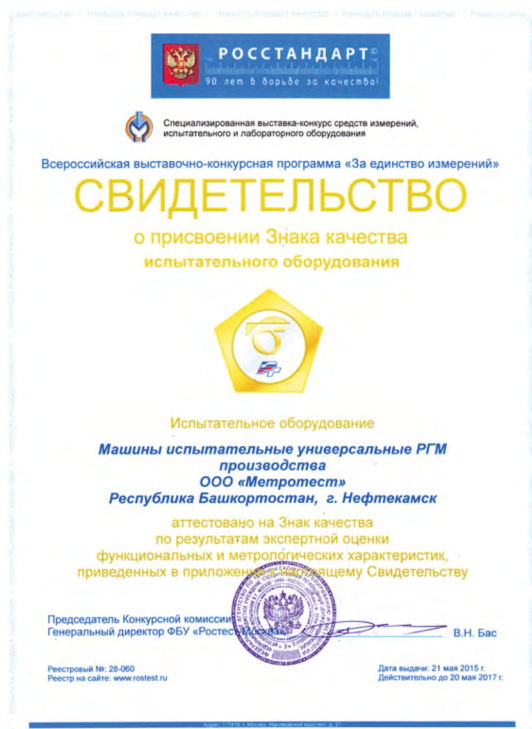 РОССТАНДАРТ
90 лет в борьбе за качество!
Специализированная выставка-конкурс средств измерений,
испытательного и лабораторного оборудования
Всероссийская выставочно-конкурсная программа «За единство измерений»
СВИДЕТЕЛЬСТВО
о присвоении Знака качества
испытательного оборудования
Испытательное оборудование
Машины испытательные универсальные РГМ
производства
ООО «Метротест»
Республика Башкортостан, г. Нефтекамск
аттестовано на Знак качества
по результатам экспертной оценки
функциональных и метрологических характеристик,
приведенных в приложении к настоящему Свидетельству
Председатель Конкурсной комиссии
Генеральный директор ФБУ «Ростест-Москва»
В.Н. Бас
Реестровый №: 28-060
Реестр на сайте: www.rostest.ru
Дата выдачи: 21 мая 2015 г.
Действительно до 20 мая 2017 г.